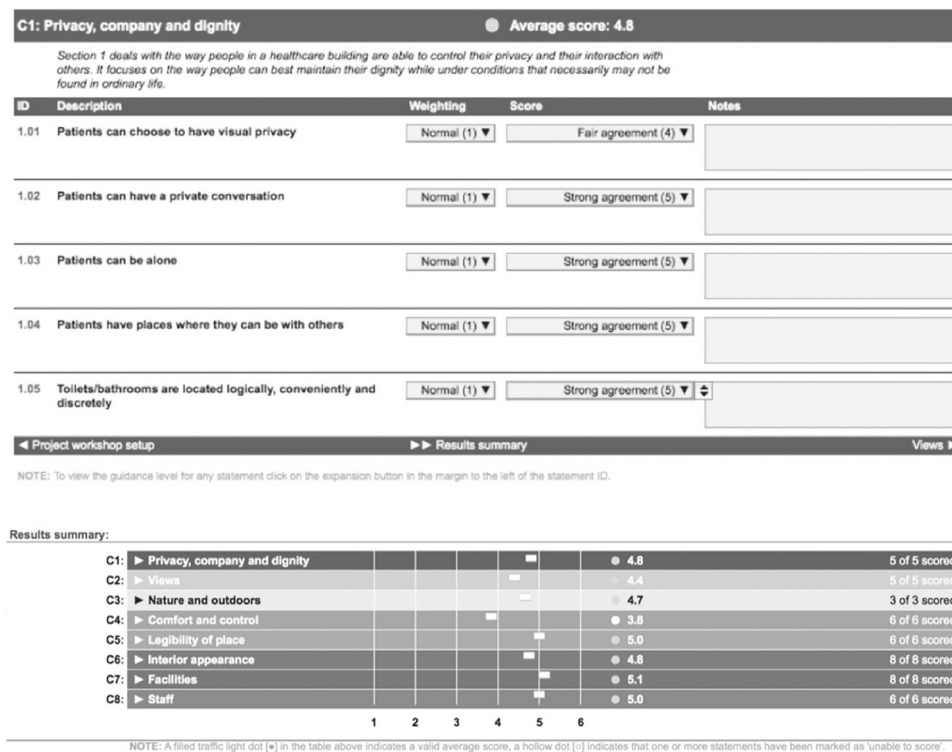 C1: Privacy, company and dignity Average score: 4.8
Section 1 deals with the way people in a healthcare building are able to control their privacy and their interaction with
others. It focuses on the way people can best maintain their dignity while under conditions that necessarily may not be
found in ordinary life.
ID Description Weighting Score Notes
1.01 Patients can choose to have visual privacy Normal (1) ▼ Fair agreement (4) ▼
1.02 Patients can have a private conversation Normal (1) ▼ Strong agreement (5) ▼
1.03 Patients can be alone Normal (1) ▼ Strong agreement (5) ▼
1.04 Patients have places where they can be with others Normal (1) ▼ Strong agreement (5) ▼
1.05 Toilets/bathrooms are located logically, conveniently and Normal (1) ▼ Strong agreement (5) ▼
discretely
◄ Project workshop setup ►► Results summary Views ►
NOTE: To view the guidance level for any statement click on the expansion button in the margin to the left of the statement ID.
Results summary:
C1: ► Privacy, company and dignity 4.8 5 of 5 scored
C2: ► Views 4.4 5 of 5 scored
C3: ► Nature and outdoors 4.7 3 of 3 scored
C4: ► Comfort and control 3.8 6 of 6 scored
C5: ► Legibility of place 5.0 6 of 6 scored
C6: ► Interior appearance 4.8 8 of 8 scored
C7: ► Facilities 5.1 8 of 8 scored
C8: ► Staff 5.0 6 of 6 scored
1 2 3 4 5 6
NOTE: A filled traffic light dot [●] in the table above indicates a valid average score, a hollow dot [○] indicates that one or more statements have been marked as 'unable to score'.